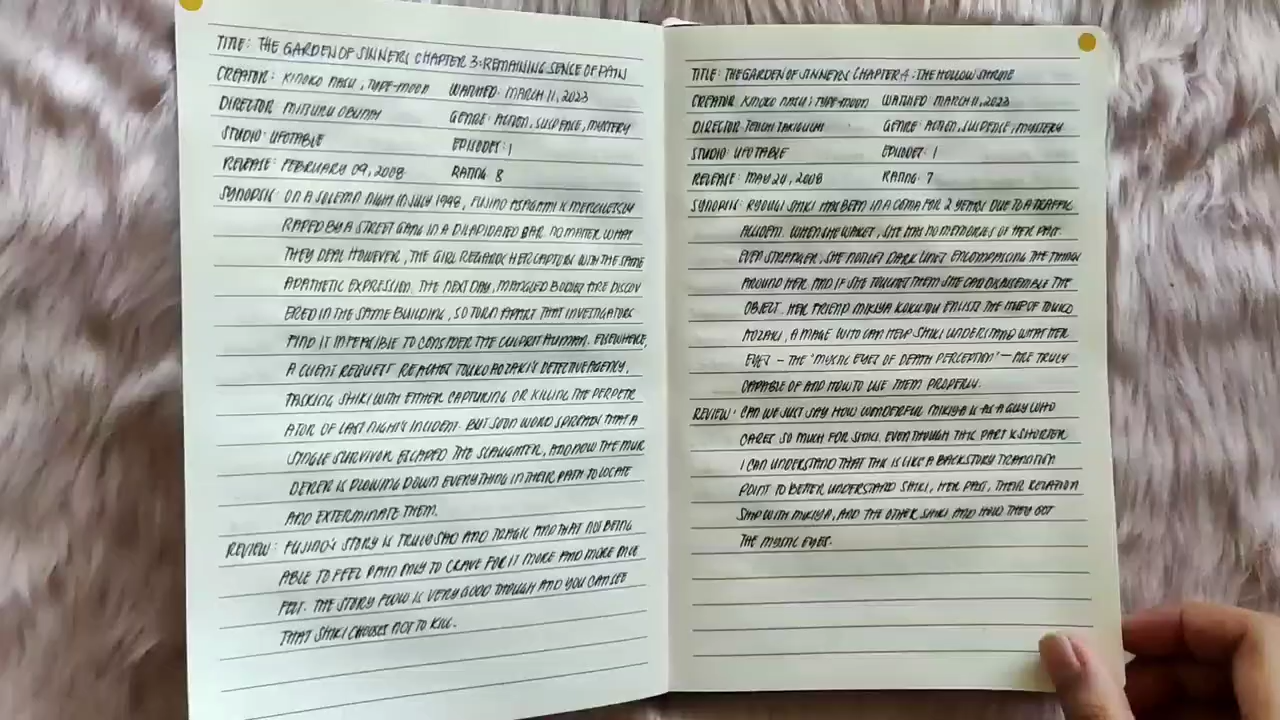 TITLE: THE GARDEN OF SINNERS CHAPTER 3: REMAINING SENSE OF PAIN
CREATOR: KINOKO NASU, TYPE-MOON WATCHED: MARCH 11, 2023
DIRECTOR: MITSURU OBUNAI GENRE: ACTION, SUSPENCE, MYSTERY
STUDIO: UFOTABLE EPISODES: 1
RELEASE: FEBRUARY 09, 2008 RATING: 8
SYNOPSIS: ON A SOLEMN NIGHT IN JULY 1998, FUJINO ASAGAMI IS MERCILESSLY
RAPED BY A STREET GANG IN A DILAPIDATED BAR. NO MATTER WHAT
THEY DO, HOWEVER, THE GIRL REGARDS HER CAPTORS WITH THE SAME
APATHETIC EXPRESSION. THE NEXT DAY, MANGLED BODIES ARE DISCOV
ERED IN THE SAME BUILDING, SO TORN APART THAT INVESTIGATORS
FIND IT IMPOSSIBLE TO CONSIDER THE CULPRIT HUMAN. ELSEWHERE,
A CLIENT REQUEST REACHES TOUKO AOZAKI'S DETECTIVE AGENCY,
TASKING SHIKI WITH EITHER CAPTURING OR KILLING THE PERPETR
ATOR OF LAST NIGHT'S INCIDENT. BUT SOON WORD SPREADS THAT A
SINGLE SURVIVOR ESCAPED THE SLAUGHTER, AND NOW THE MUR
DERER IS PLOWING DOWN EVERYTHING IN THEIR PATH TO LOCATE
AND EXTERMINATE THEM.
REVIEW: FUJINO'S STORY IS TRULY SAD AND TRAGIC AND THAT NOT BEING
ABLE TO FEEL PAIN ONLY TO CRAVE FOR IT MORE AND MORE ONCE
FELT. THE STORY FLOW IS VERY GOOD THOUGH AND YOU CAN SEE
THAT SHIKI CHOOSES NOT TO KILL.
TITLE: THE GARDEN OF SINNERS CHAPTER 4: THE HOLLOW SHRINE
CREATOR: KINOKO NASU; TYPE-MOON WATCHED: MARCH 11, 2023
DIRECTOR: TEIICHI TAKIGUCHI GENRE: ACTION, SUSPENSE, MYSTERY
STUDIO: UFOTABLE EPISODE: 1
RELEASE: MAY 24, 2008 RATING: 7
SYNOPSIS: RYOUGI SHIKI HAS BEEN IN A COMA FOR 2 YEARS DUE TO A TRAFFIC
ACCIDENT. WHEN SHE WAKES, SHE HAS NO MEMORIES OF HER PAST.
EVEN STRANGER, SHE NOTICES DARK LINES ENCOMPASSING THE THINGS
AROUND HER, AND IF SHE TOUCHES THEM SHE CAN DISASSEMBLE THE
OBJECT. HER FRIEND MIKIYA KOKUTOU ENLISTS THE HELP OF TOUKO
AOZAKI, A MAGE WHO CAN HELP SHIKI UNDERSTAND WHAT HER
EYES - THE 'MYSTIC EYES OF DEATH PERCEPTION' - ARE TRULY
CAPABLE OF AND HOW TO USE THEM PROPERLY.
REVIEW: CAN WE JUST SAY HOW WONDERFUL MIKIYA IS AS A GUY WHO
CARES SO MUCH FOR SHIKI. EVEN THOUGH THIS PART IS SHORTER
I CAN UNDERSTAND THAT THIS IS LIKE A BACKSTORY TRANSITION
POINT TO BETTER UNDERSTAND SHIKI, HER PAST, THEIR RELATION
SHIP WITH MIKIYA, AND THE OTHER SHIKI AND HOW THEY GOT
THE MYSTIC EYES.